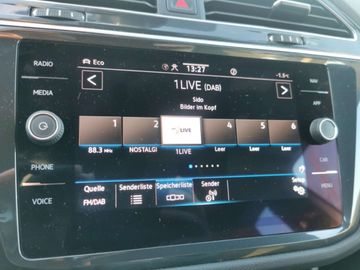 RADIO
Eco
13:27
-1.5°C
NAV
1LIVE (DAB)
MEDIA
Sido
Bilder im Kopf
APP
1
2
LIVE
4
5
6
88.3 MHz
NOSTALGI
1LIVE
Leer
Leer
Leer
PHONE
CAR
Quelle
Senderliste
Speicherliste
Sender
Setup
FM/DAB
MENU
VOICE